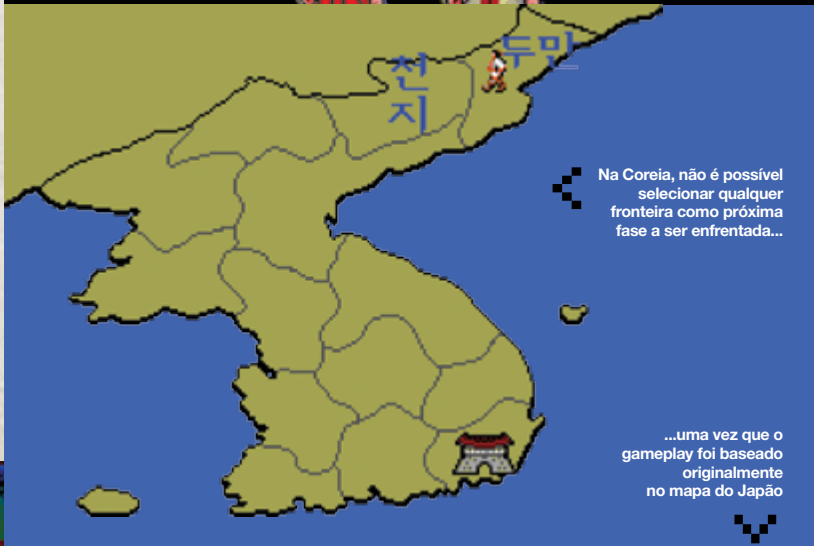 천지
두민
Na Coreia, não é possível
selecionar qualquer
fronteira como próxima
fase a ser enfrentada...
...uma vez que o
gameplay foi baseado
originalmente
no mapa do Japão